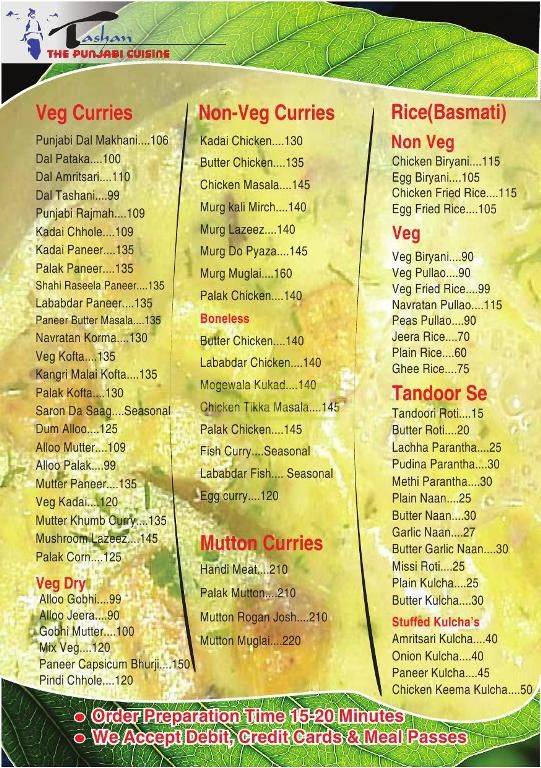 Tashan
THE PUNJABI CUISINE
Veg Curries
Punjabi Dal Makhani....106
Dal Pataka....100
Dal Amritsari....110
Dal Tashani....99
Punjabi Rajmah....109
Kadai Chhole....109
Kadai Paneer....135
Palak Paneer....135
Shahi Raseela Paneer....135
Lababdar Paneer....135
Paneer Butter Masala....135
Navratan Korma....130
Veg Kofta....135
Kangri Malai Kofta....135
Palak Kofta....130
Saron Da Saag....Seasonal
Dum Alloo....125
Alloo Mutter....109
Alloo Palak....99
Mutter Paneer....135
Veg Kadai....120
Mutter Khumb Curry....135
Mushroom Lazeez....145
Palak Corn....125
Veg Dry
Alloo Gobhi....99
Alloo Jeera....90
Gobhi Mutter....100
Mix Veg....120
Paneer Capsicum Bhurji....150
Pindi Chhole....120
Non-Veg Curries
Kadai Chicken....130
Butter Chicken....135
Chicken Masala....145
Murg kali Mirch....140
Murg Lazeez....140
Murg Do Pyaza....145
Murg Muglai....160
Palak Chicken....140
Boneless
Butter Chicken....140
Lababdar Chicken....140
Mogewala Kukad....140
Chicken Tikka Masala....145
Palak Chicken....145
Fish Curry....Seasonal
Lababdar Fish.... Seasonal
Egg curry....120
Mutton Curries
Handi Meat....210
Palak Mutton....210
Mutton Rogan Josh....210
Mutton Muglai....220
Rice(Basmati)
Non Veg
Chicken Biryani....115
Egg Biryani....105
Chicken Fried Rice....115
Egg Fried Rice....105
Veg
Veg Biryani....90
Veg Pullao....90
Veg Fried Rice....99
Navratan Pullao....115
Peas Pullao....90
Jeera Rice....70
Plain Rice....60
Ghee Rice....75
Tandoor Se
Tandoori Roti....15
Butter Roti....20
Lachha Parantha....25
Pudina Parantha....30
Methi Parantha....30
Plain Naan....25
Butter Naan....30
Garlic Naan....27
Butter Garlic Naan....30
Missi Roti....25
Plain Kulcha....25
Butter Kulcha....30
Stuffed Kulcha's
Amritsari Kulcha....40
Onion Kulcha....40
Paneer Kulcha....45
Chicken Keema Kulcha....50
● Order Preparation Time 15-20 Minutes
● We Accept Debit, Credit Cards & Meal Passes